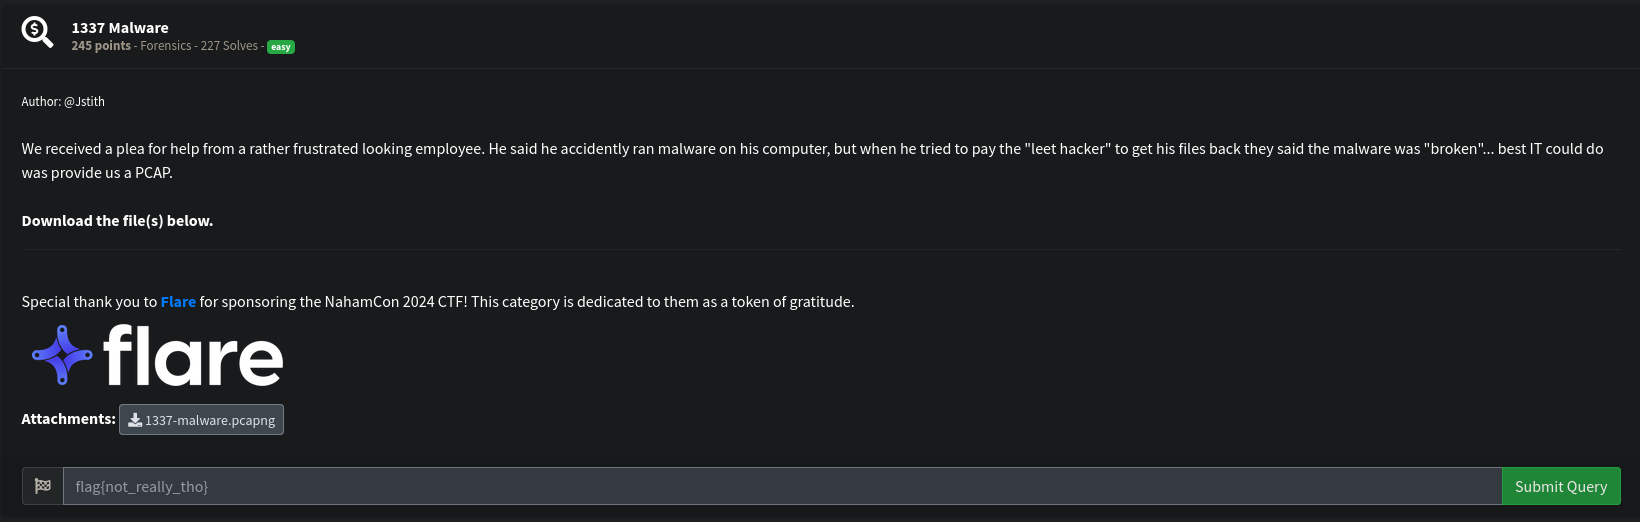 1337 Malware
245 points - Forensics - 227 Solves - easy
Author: @Jstith
We received a plea for help from a rather frustrated looking employee. He said he accidently ran malware on his computer, but when he tried to pay the "leet hacker" to get his files back they said the malware was "broken"... best IT could do
was provide us a PCAP.
Download the file(s) below.
Special thank you to Flare for sponsoring the NahamCon 2024 CTF! This category is dedicated to them as a token of gratitude.
flare
Attachments: 1337-malware.pcapng
flag{not_really_tho} Submit Query